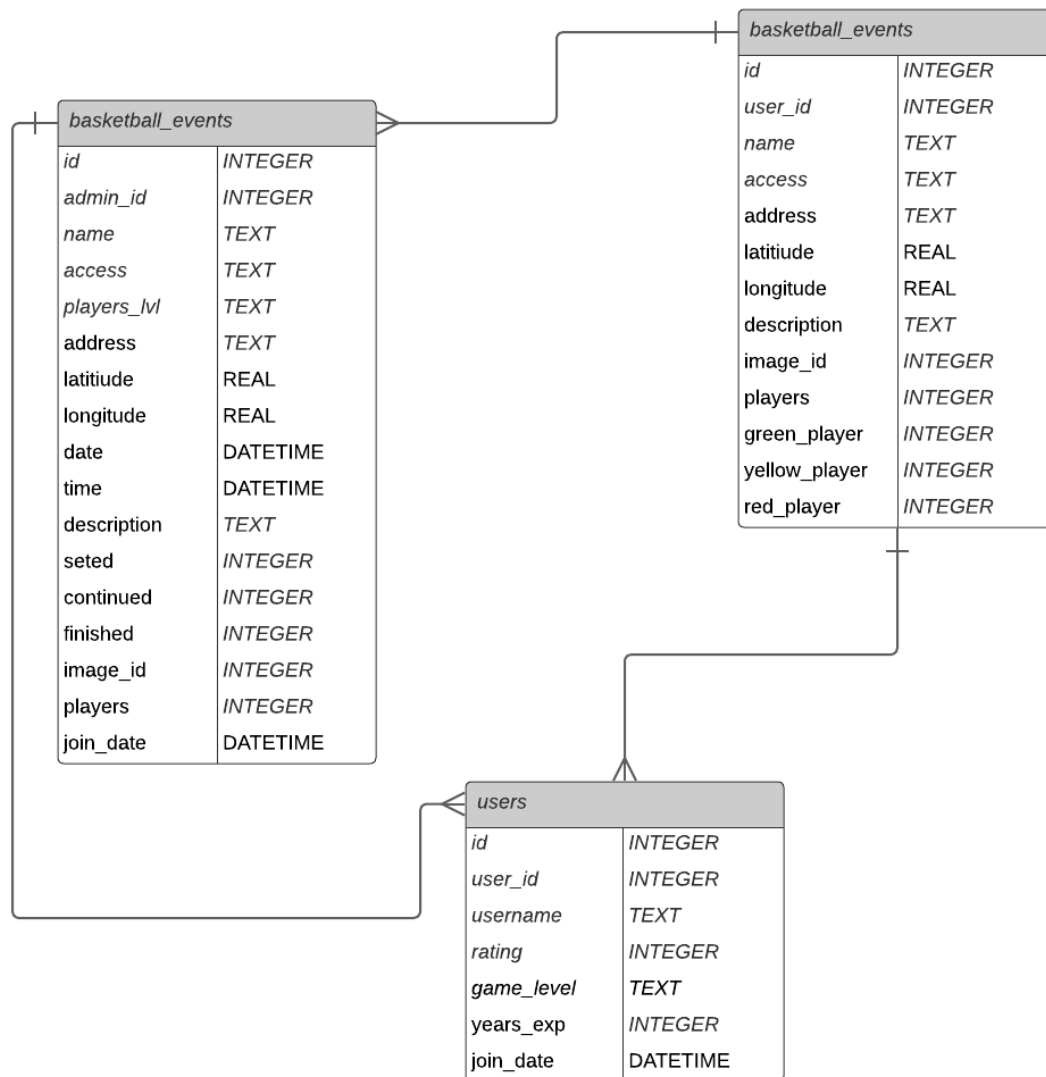 basketball_events
id INTEGER
admin_id INTEGER
name TEXT
access TEXT
players_lvl TEXT
address TEXT
latitiude REAL
longitude REAL
date DATETIME
time DATETIME
description TEXT
seted INTEGER
continued INTEGER
finished INTEGER
image_id INTEGER
players INTEGER
join_date DATETIME
basketball_events
id INTEGER
user_id INTEGER
name TEXT
access TEXT
address TEXT
latitiude REAL
longitude REAL
description TEXT
image_id INTEGER
players INTEGER
green_player INTEGER
yellow_player INTEGER
red_player INTEGER
users
id INTEGER
user_id INTEGER
username TEXT
rating INTEGER
game_level TEXT
years_exp INTEGER
join_date DATETIME